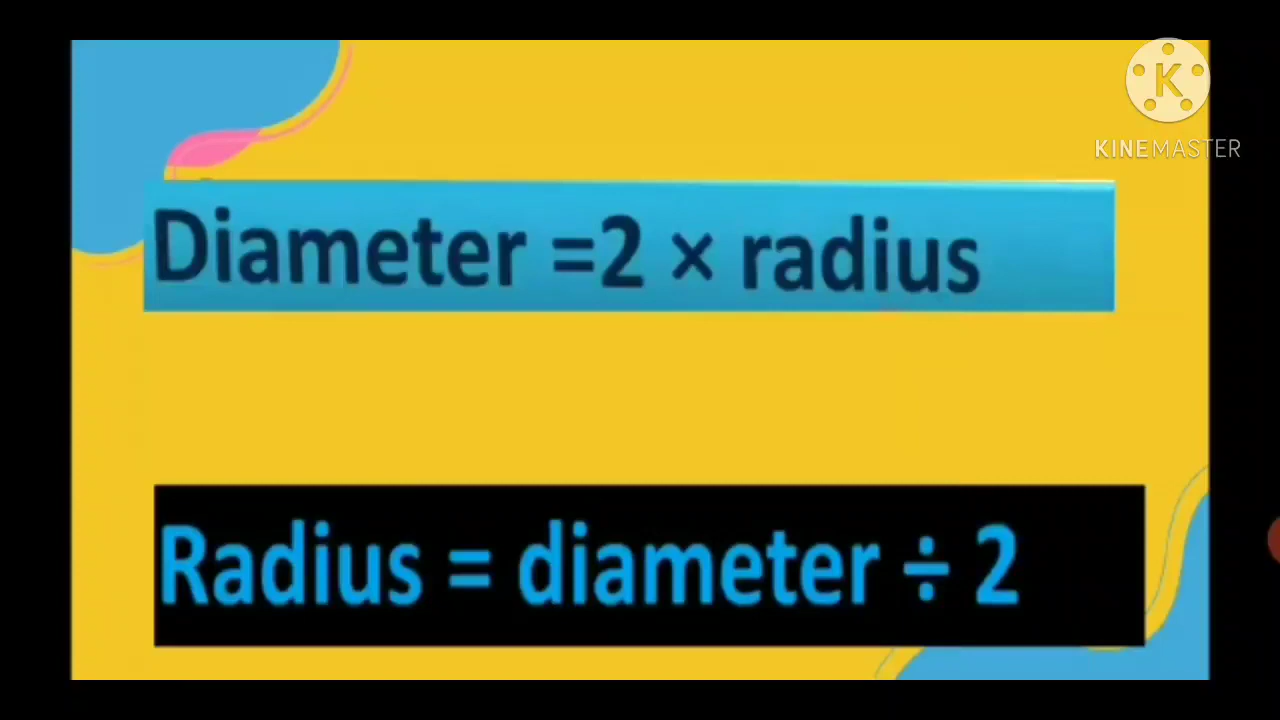 K
KINEMASTER
Diameter =2 × radius
Radius = diameter ÷ 2